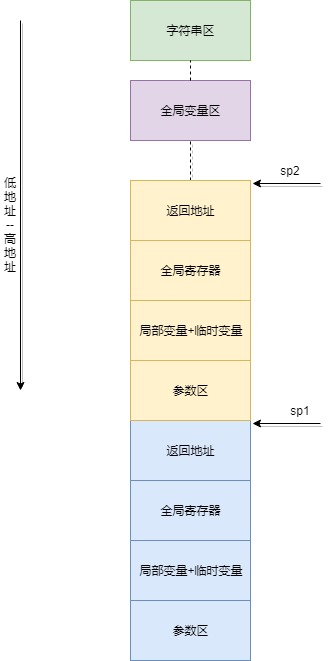 字符串区
全局变量区
sp2
返回地址
低地址--高地址
全局寄存器
局部变量+临时变量
参数区
sp1
返回地址
全局寄存器
局部变量+临时变量
参数区